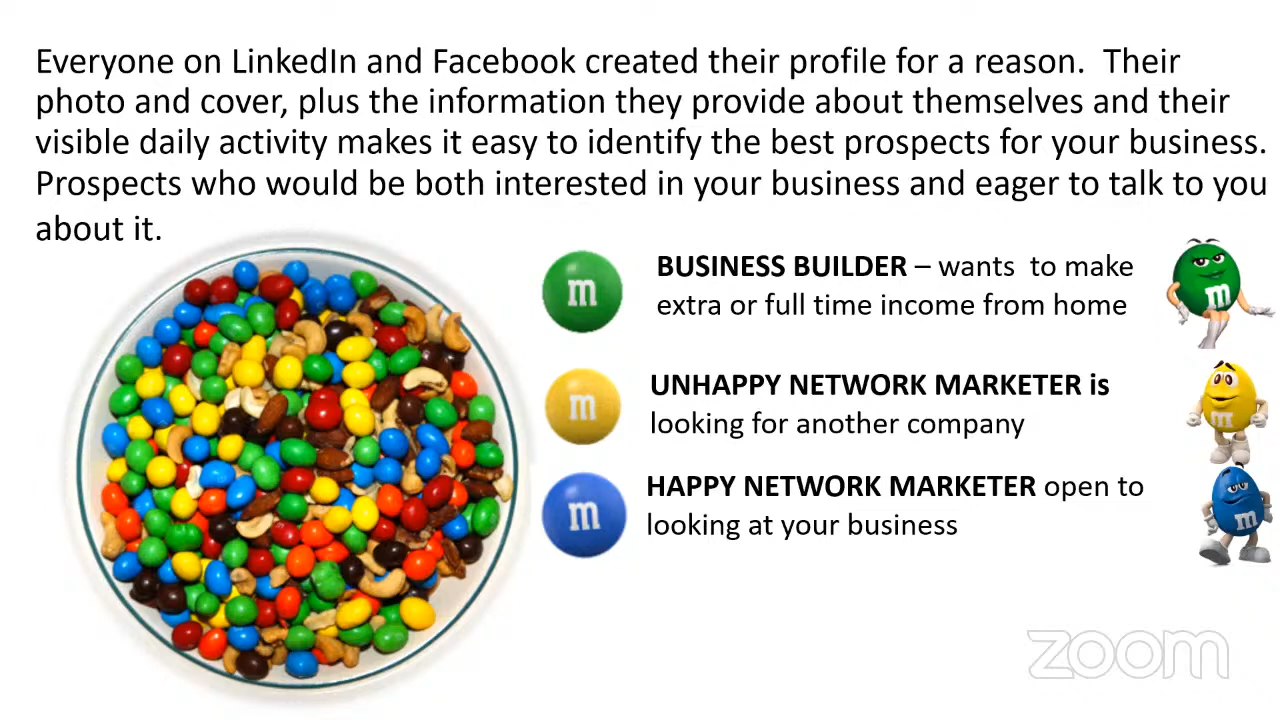 Everyone on LinkedIn and Facebook created their profile for a reason.  Their
photo and cover, plus the information they provide about themselves and their
visible daily activity makes it easy to identify the best prospects for your business.
Prospects who would be both interested in your business and eager to talk to you
about it.
m
BUSINESS BUILDER – wants  to make
extra or full time income from home
m
m
UNHAPPY NETWORK MARKETER is
looking for another company
m
m
HAPPY NETWORK MARKETER open to
looking at your business
m
zoom